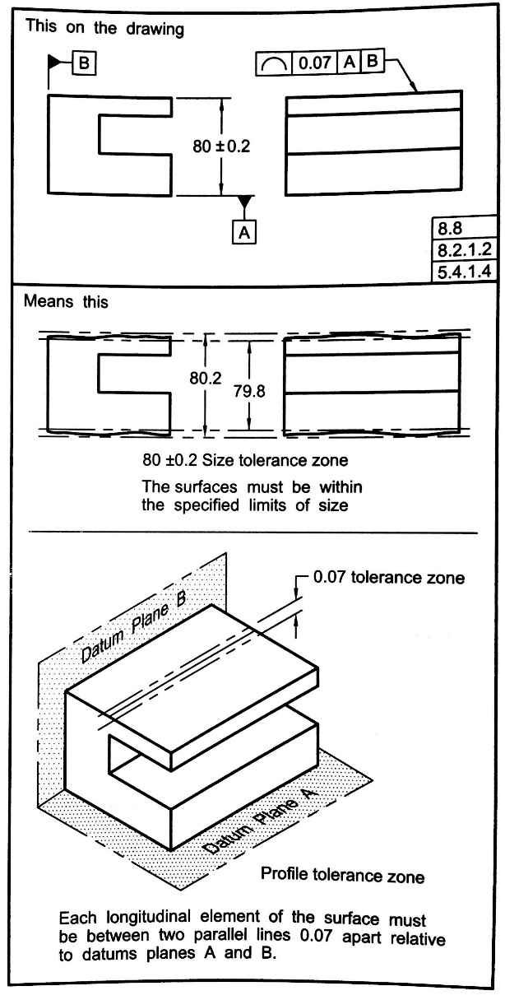 This on the drawing
B
⌒ 0.07 A B
80 ±0.2
A
8.8
8.2.1.2
5.4.1.4
Means this
80.2
79.8
80 ±0.2 Size tolerance zone
The surfaces must be within
the specified limits of size
0.07 tolerance zone
Datum Plane B
Datum Plane A
Profile tolerance zone
Each longitudinal element of the surface must
be between two parallel lines 0.07 apart relative
to datums planes A and B.